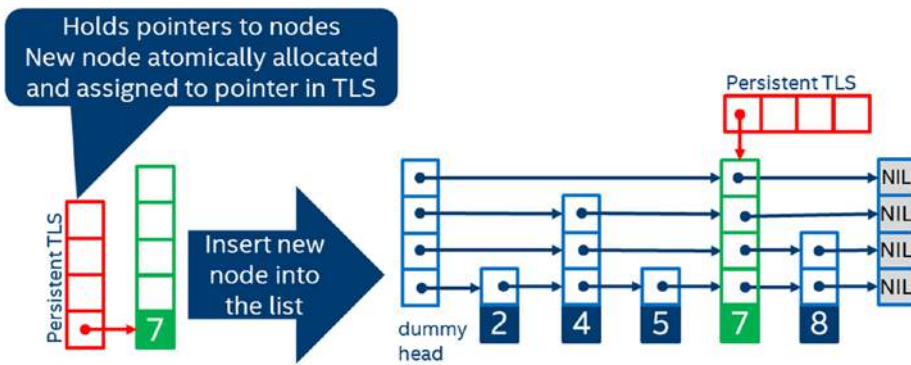 Holds pointers to nodes
New node atomically allocated
and assigned to pointer in TLS
Persistent TLS
7
Insert new
node into
the list
Persistent TLS
NIL
NIL
NIL
NIL
dummy
head
2
4
5
7
8